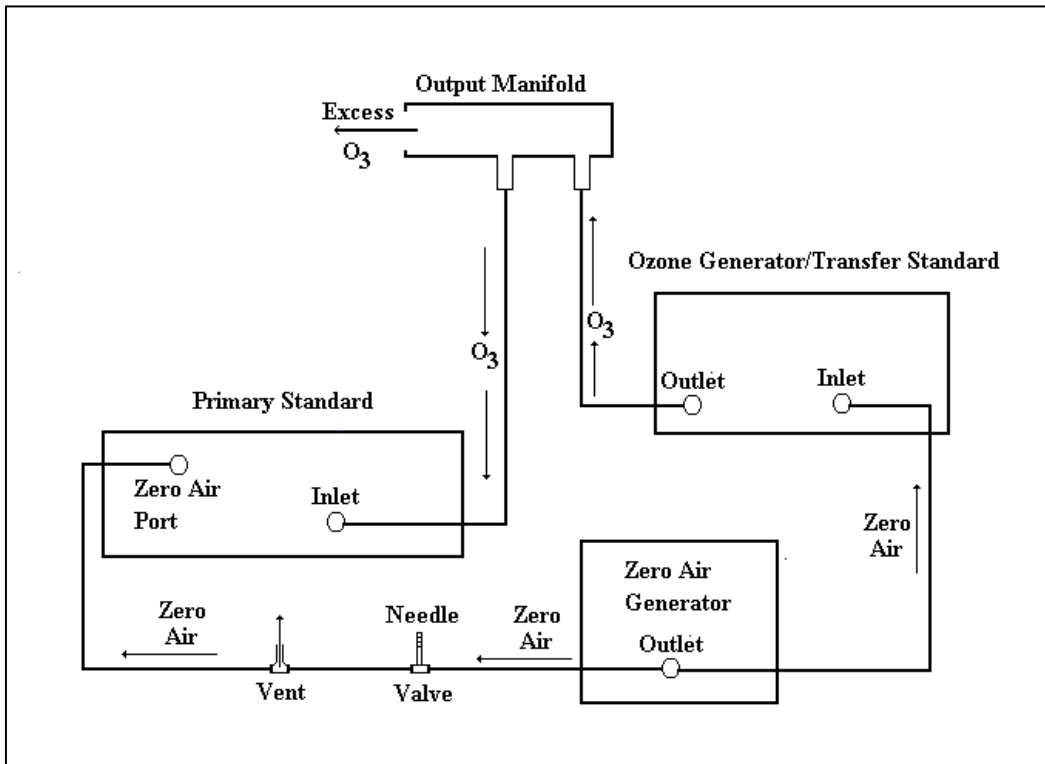 Output Manifold
Excess
O3
Ozone Generator/Transfer Standard
O3
O3
Outlet
Inlet
Primary Standard
Zero Air
Port
Inlet
Zero
Air
Zero Air
Generator
Outlet
Zero
Air
Needle
Valve
Zero
Air
Vent